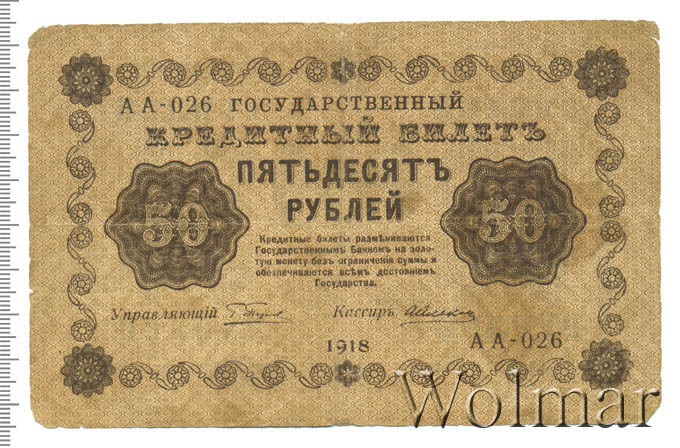 Wolmar
АА-026 ГОСУДАРСТВЕННЫЙ
КРЕДИТНЫЙ БИЛЕТЪ
ПЯТЬДЕСЯТЪ
РУБЛЕЙ
50 50
Кредитные билеты размѣниваются
Государственнымъ Банкомъ на золо-
тую монету безъ ограниченія суммы и
обезпечиваются всѣмъ достояніемъ
Государства.
Управляющій Кассиръ
1918
АА-026
Wolmar